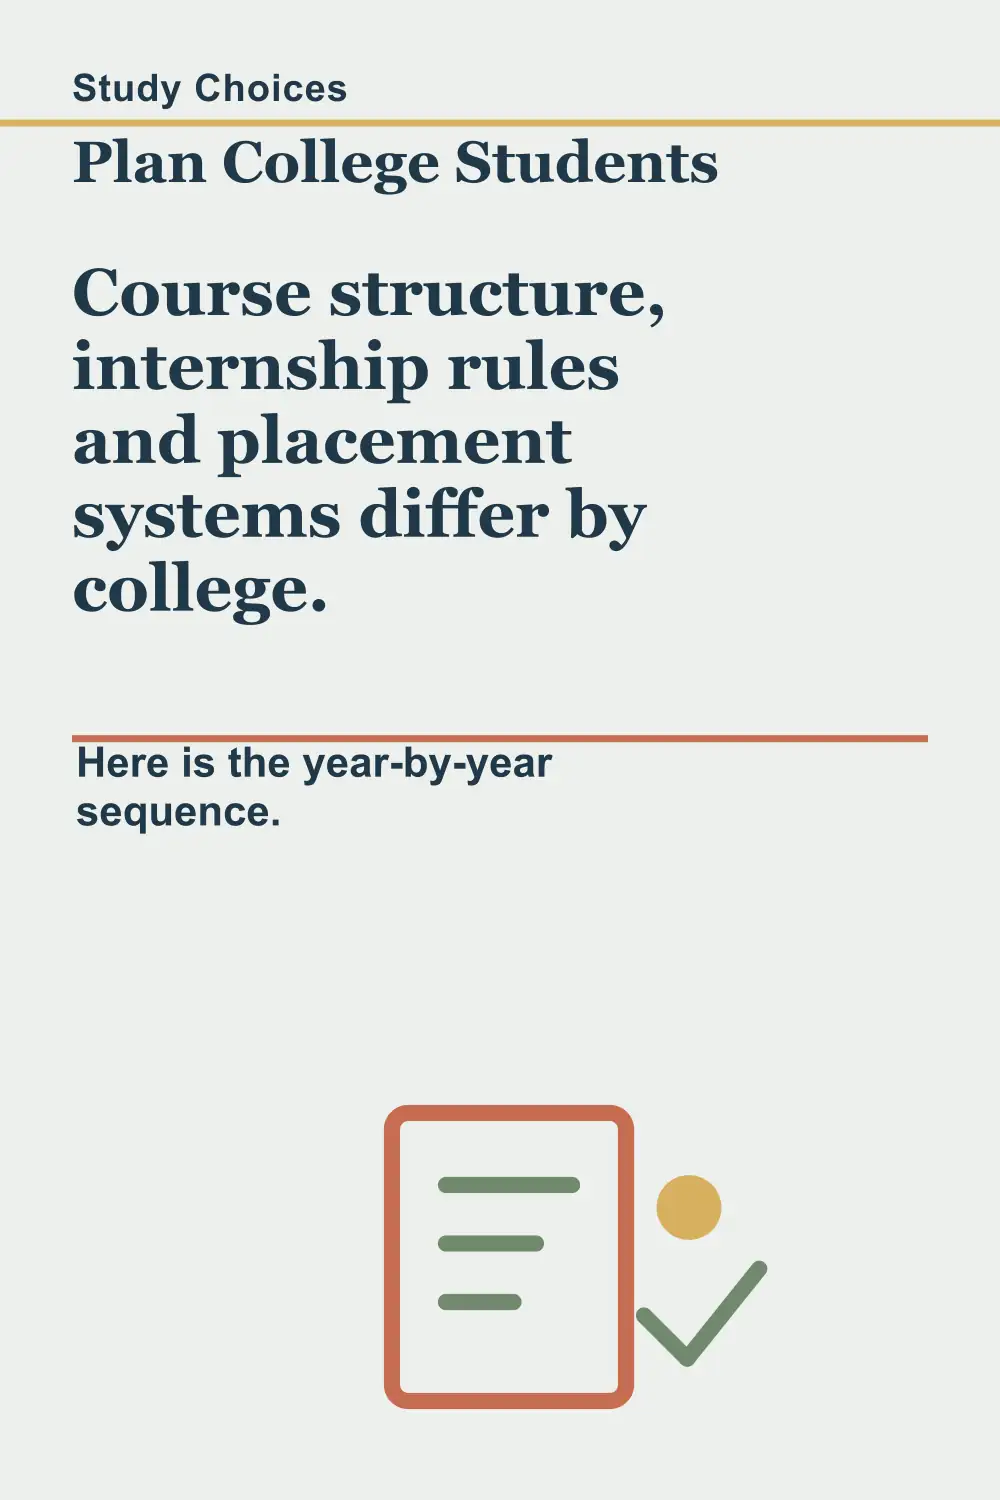 Study Choices
Plan College Students
Course structure,
internship rules
and placement
systems differ by
college.
Here is the year-by-year
sequence.